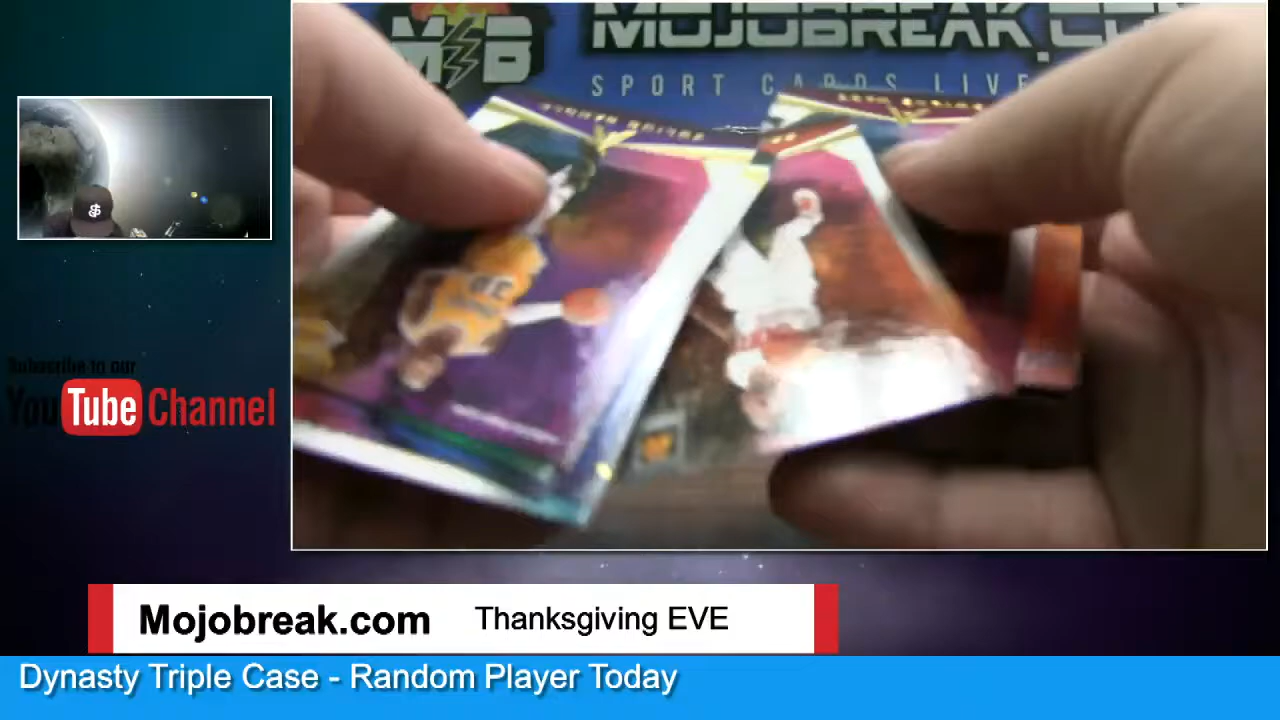 MB
MOJOBREAK.CO
SPORT CARDS LIVE
Subscribe to our
YouTube Channel
Mojobreak.com
Thanksgiving EVE
Dynasty Triple Case - Random Player Today